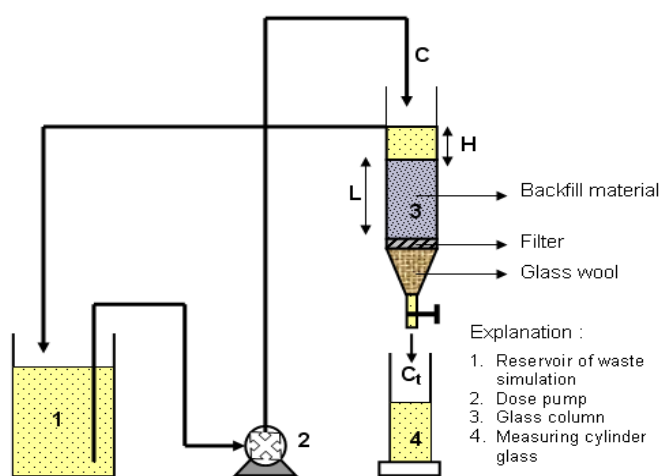 C
H
L
3
Backfill material
Filter
Glass wool
Explanation :
1. Reservoir of waste
simulation
2. Dose pump
3. Glass column
4. Measuring cylinder
glass
1
2
Ct
4